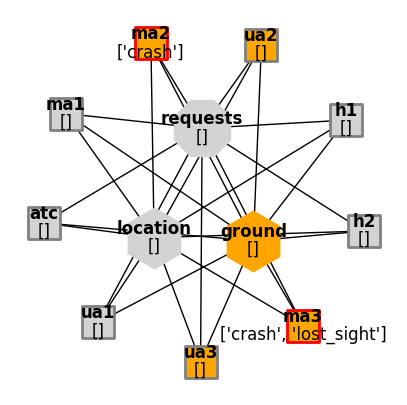 ma2
['crash']
ua2
[]
ma1
[]
requests
[]
h1
[]
atc
[]
location
[]
ground
[]
h2
[]
ua1
[]
ma3
['crash', 'lost_sight']
ua3
[]